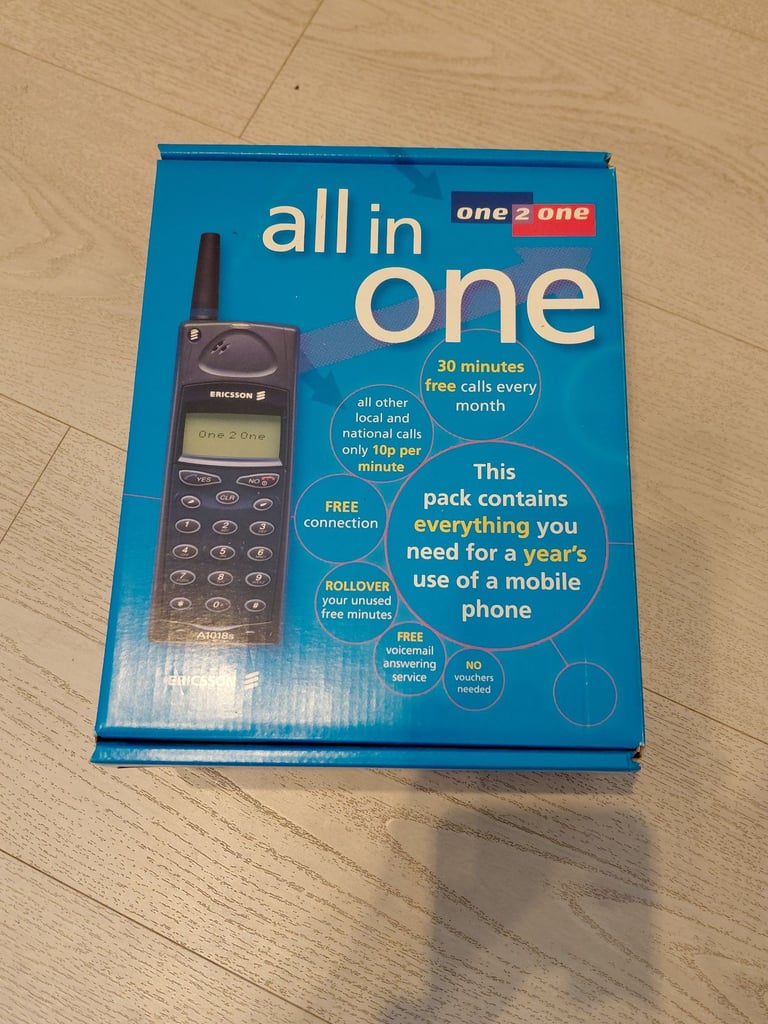 all in
one
one 2 one
30 minutes
free calls every
month
all other
local and
national calls
only 10p per
minute
FREE
connection
This
pack contains
everything you
need for a year's
use of a mobile
phone
ROLLOVER
your unused
free minutes
FREE
voicemail
answering
service
NO
vouchers
needed
ERICSSON
One 2 One
YES NO
CLR
1 2 3
4 5 6
7 8 9
* 0 #
A1018s
ERICSSON